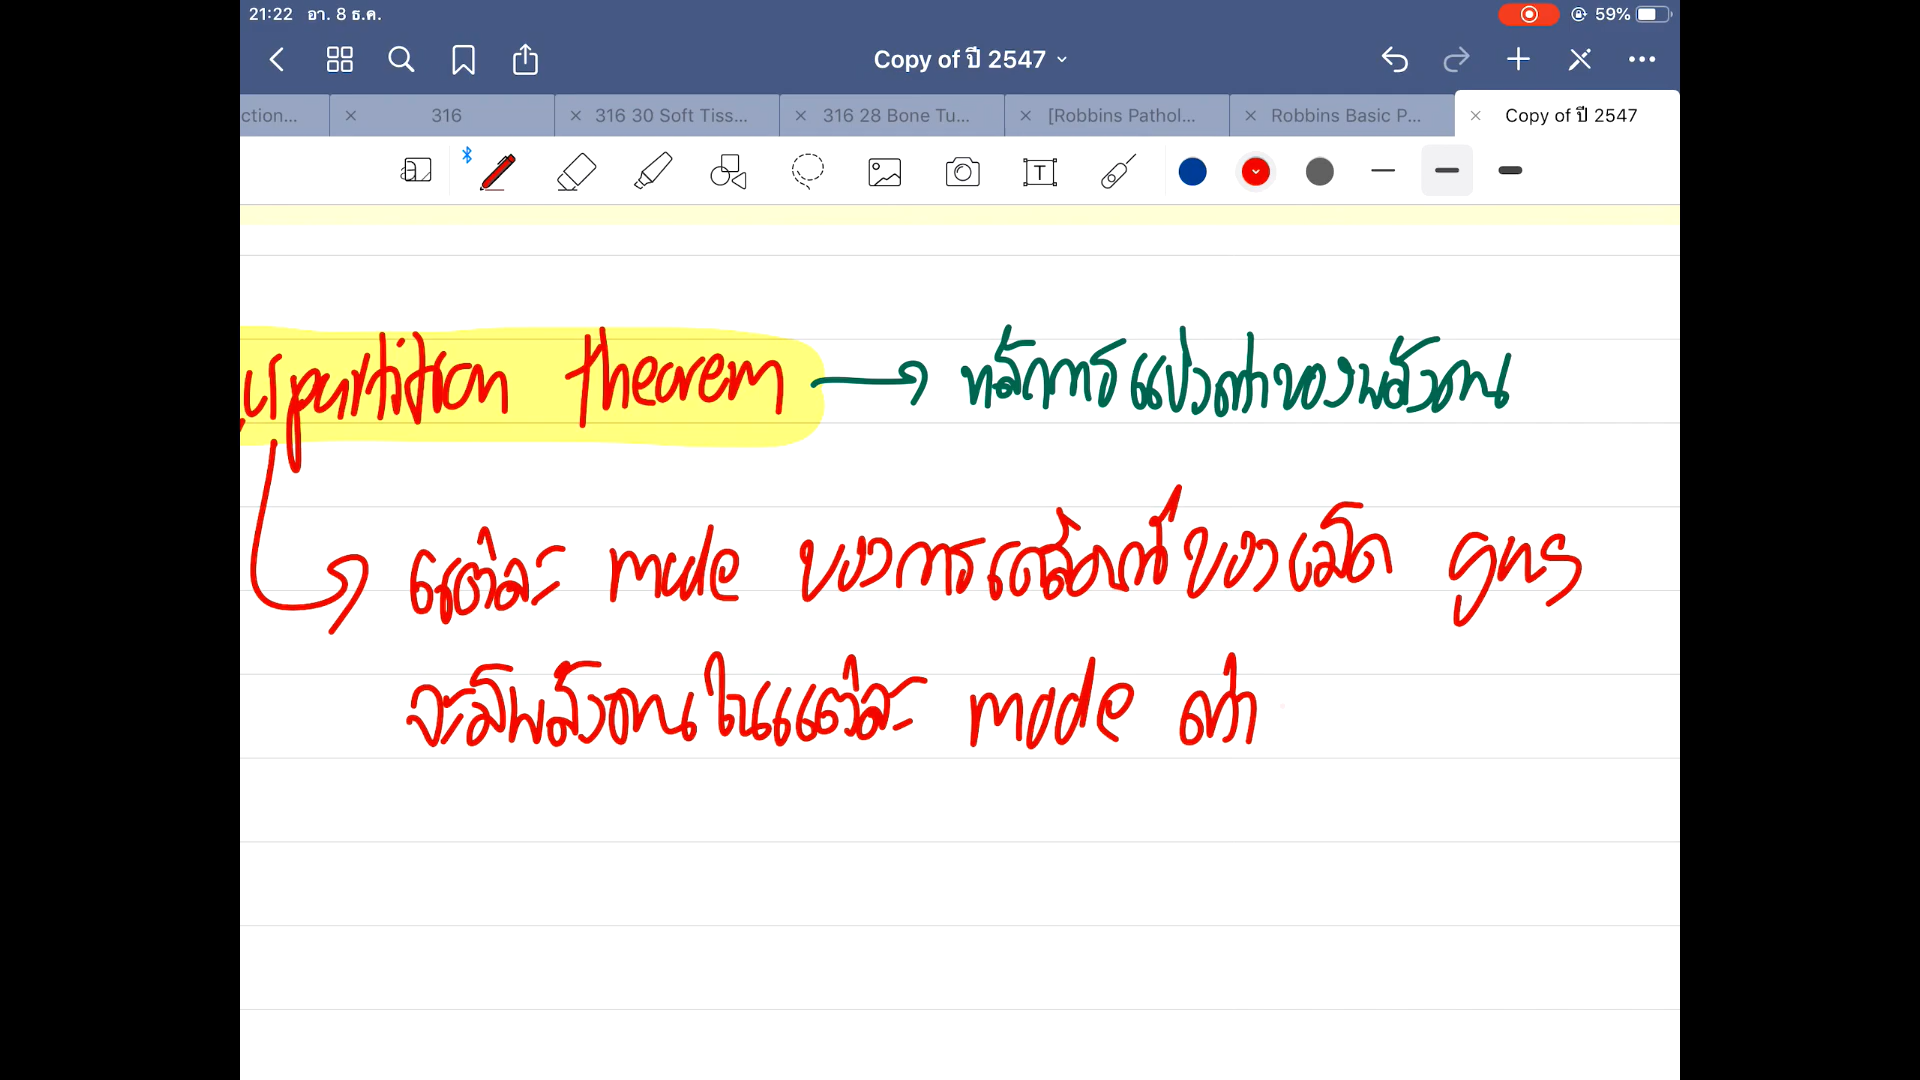 21:22 อา. 8 ธ.ค. 59%
Copy of ปี 2547
ction... 316 316 30 Soft Tiss... 316 28 Bone Tu... [Robbins Pathol... Robbins Basic P... Copy of ปี 2547
uipartition theorem → หลักการแบ่งเท่าของพลังงาน
แต่ละ mode ของการเคลื่อนที่ของเม็ด gas
จะมีพลังงานในแต่ละ mode เท่า